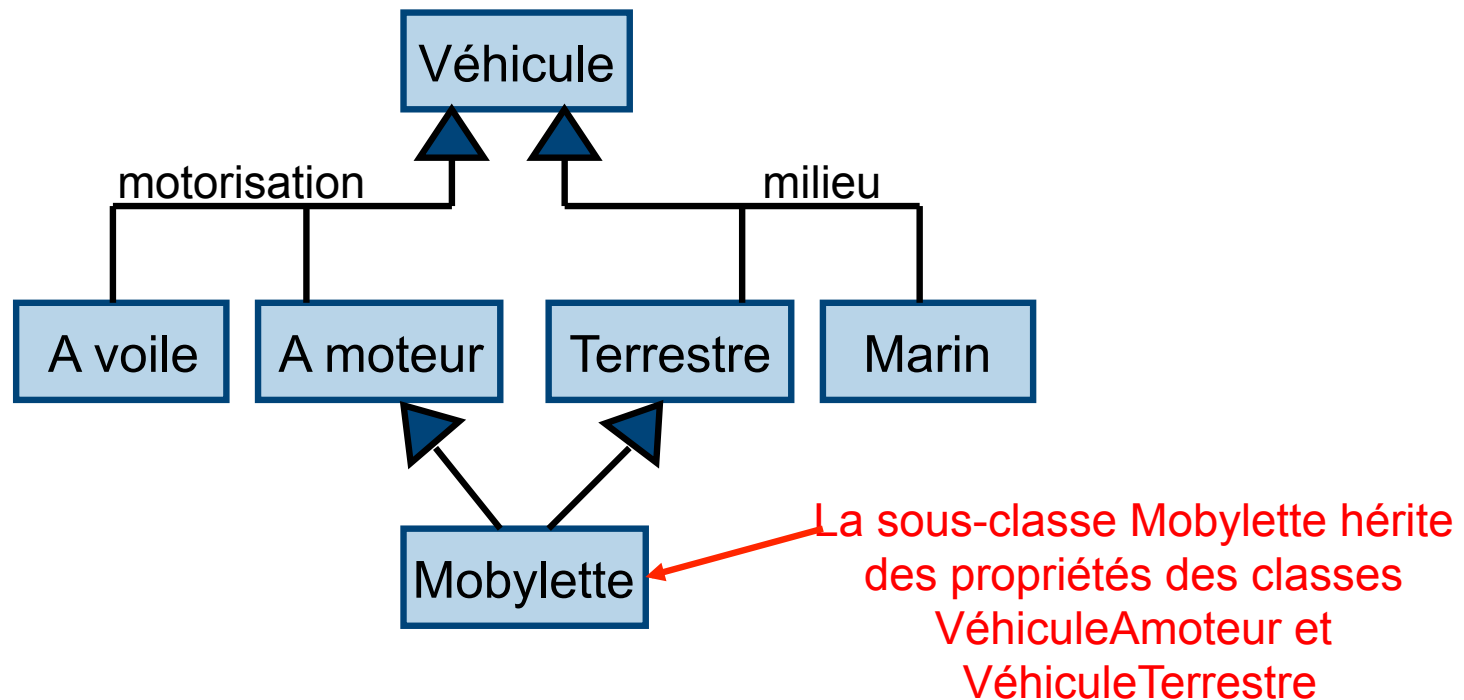 Véhicule
motorisation
milieu
A voile
A moteur
Terrestre
Marin
Mobylette
La sous-classe Mobylette hérite
des propriétés des classes
VéhiculeAmoteur et
VéhiculeTerrestre